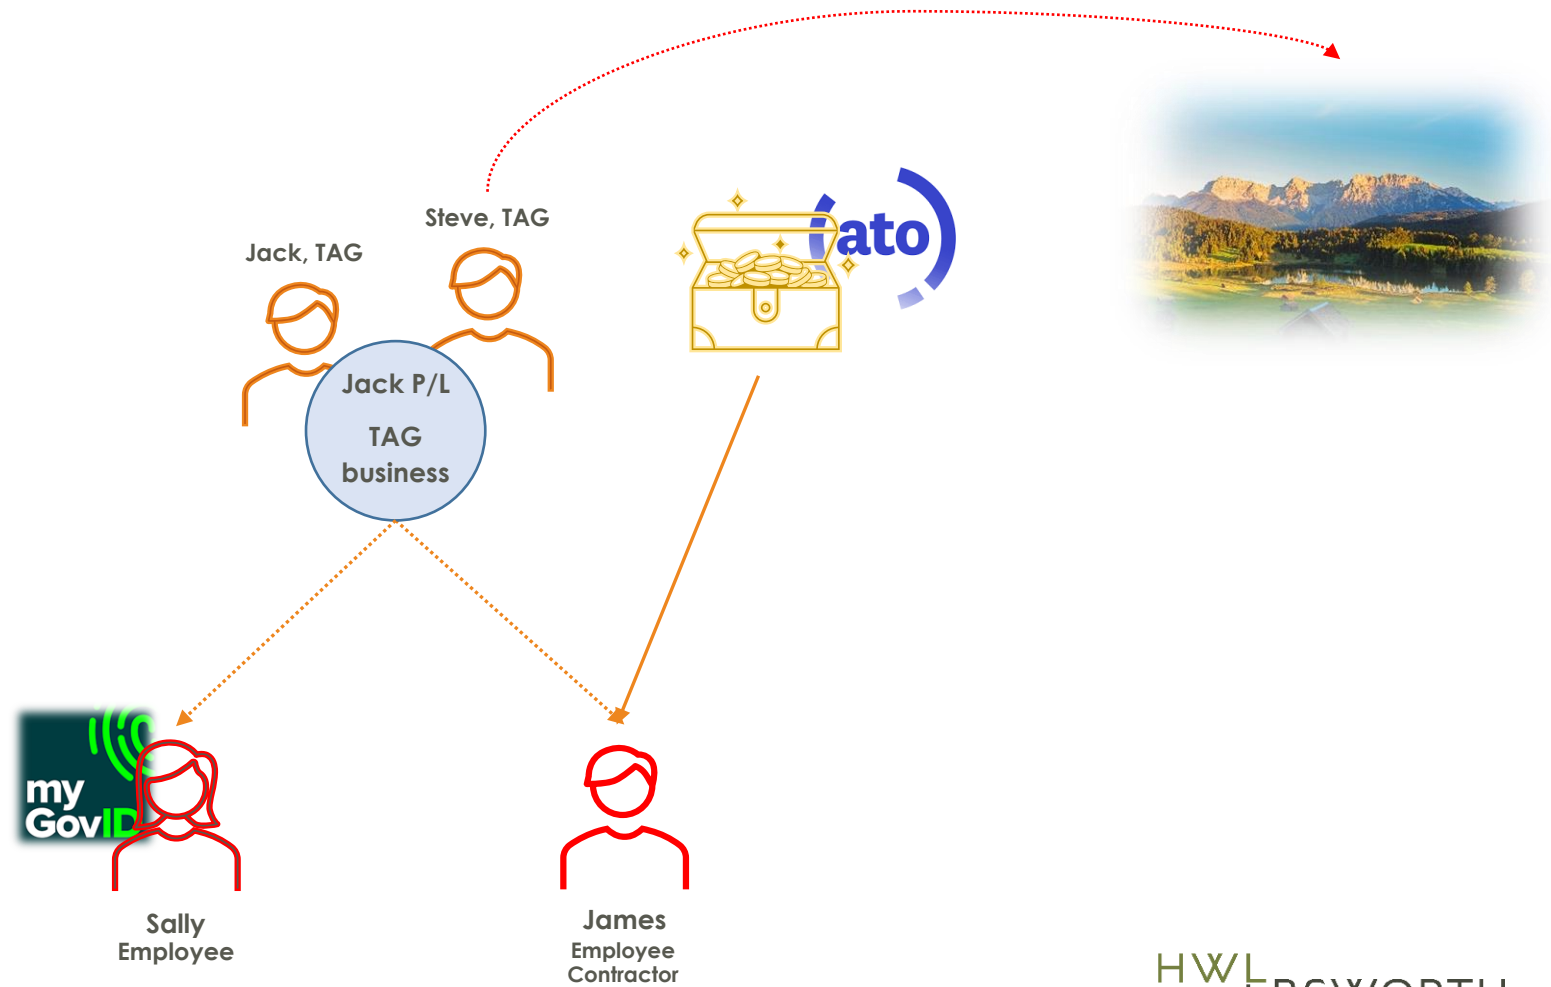 Steve, TAG
Jack, TAG
ato
Jack P/L
TAG
business
my
GovID
Sally
Employee
James
Employee
Contractor
HWL